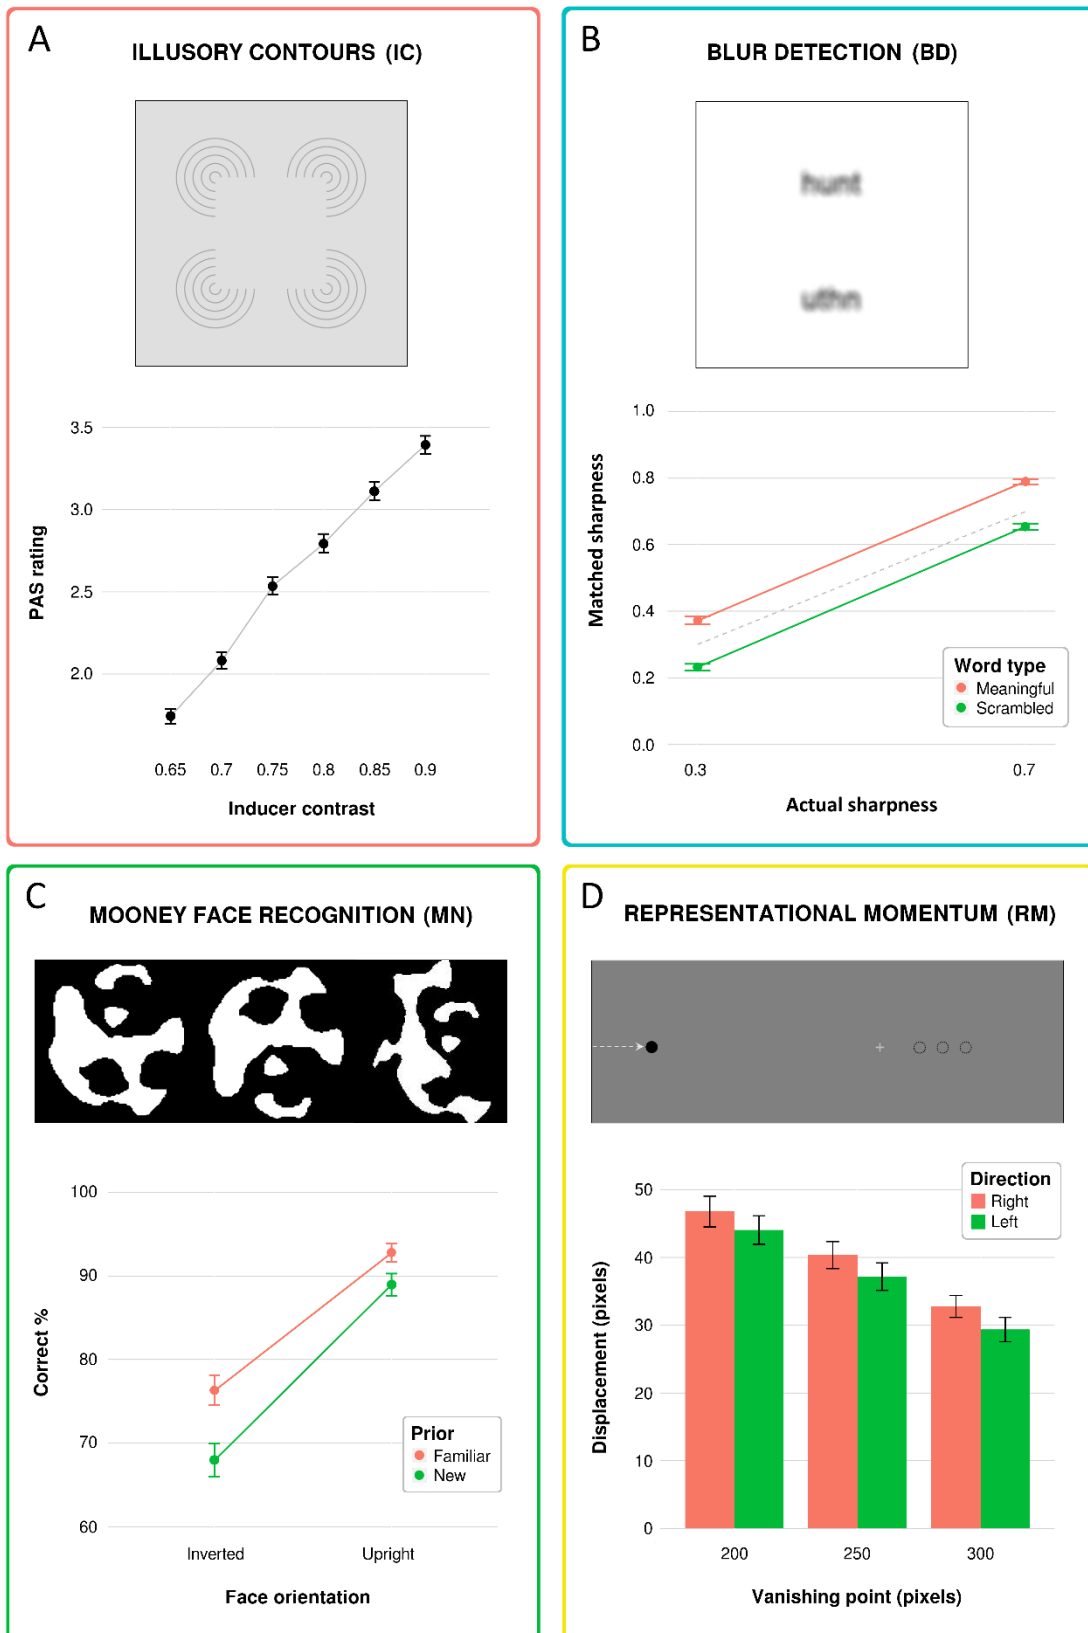 A
ILLUSORY CONTOURS (IC)
3.5
3.0
2.5
2.0
PAS rating
0.65 0.7 0.75 0.8 0.85 0.9
Inducer contrast
B
BLUR DETECTION (BD)
hunt
uthn
1.0
0.8
0.6
0.4
0.2
0.0
Matched sharpness
Word type
Meaningful
Scrambled
0.3 0.7
Actual sharpness
C
MOONEY FACE RECOGNITION (MN)
100
90
80
70
60
Correct %
Prior
Familiar
New
Inverted Upright
Face orientation
D
REPRESENTATIONAL MOMENTUM (RM)
Direction
Right
Left
50
40
30
20
10
0
Displacement (pixels)
200 250 300
Vanishing point (pixels)